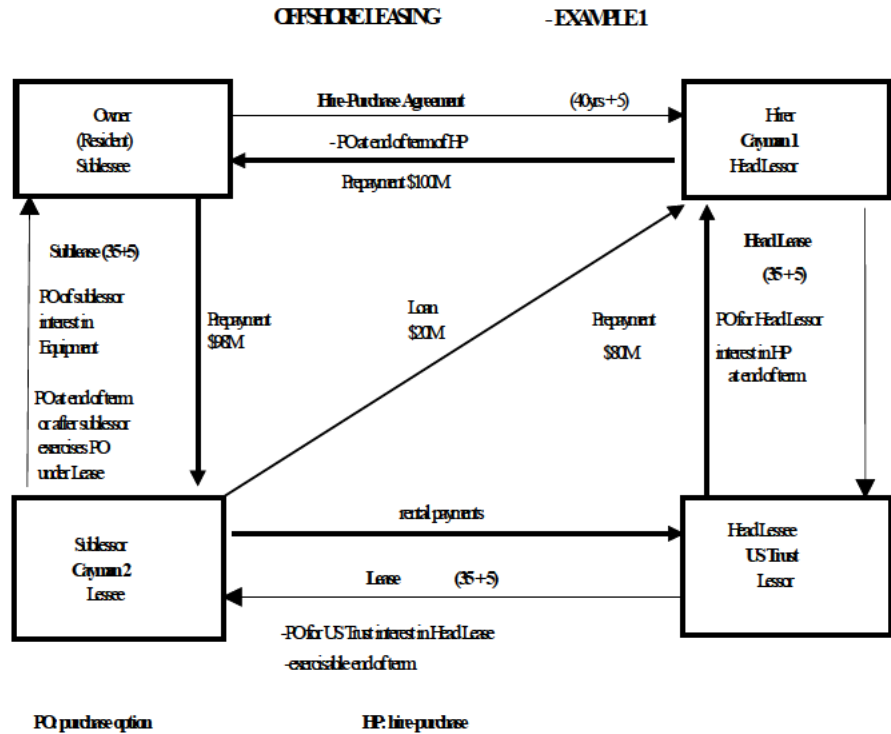 OFFSHORE LEASING - EXAMPLE 1
Owner
(Resident)
Sublessee
Hire-Purchase Agreement (40yrs + 5)
- PO at end of term of HP
Prepayment $100M
Hirer
Cayman 1
Head Lessor
Sublease (35+5)
PO of sublessor
interest in
Equipment
PO at end of term
or after sublessor
exercises PO
under Lease
Prepayment
$98M
Loan
$20M
Prepayment
$80M
Head Lease
(35 + 5)
PO for Head Lessor
interest in HP
at end of term
Sublessor
Cayman 2
Lessee
rental payments
Lease (35 + 5)
-PO for US Trust interest in Head Lease
-exercisable end of term
Head Lessee
US Trust
Lessor
PO: purchase option HP: hire-purchase